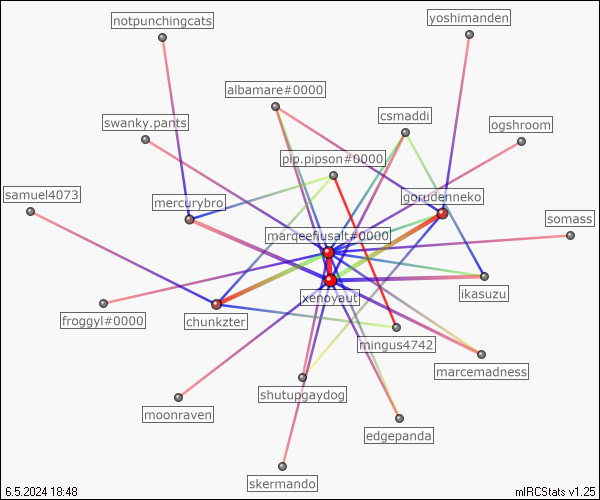 notpunchingcats
yoshimanden
albamare#0000
csmaddi
swanky.pants
ogshroom
pip.pipson#0000
samuel4073
mercurybro
gorudenneko
somass
marqeefiusalt#0000
xenoyaut
ikasuzu
froggyl#0000
chunkzter
mingus4742
marcemadness
shutupgaydog
moonraven
edgepanda
skermando
6.5.2024 18:48
mIRCStats v1.25